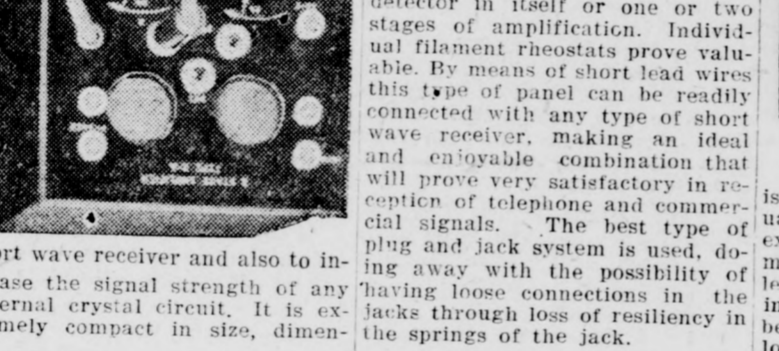 rt wave receiver and also to in-
ase the signal strength of any
ernal crystal circuit. It is ex-
mely compact in size, dimen-
detector in itself or one or two
stages of amplification. Individ-
ual filament rheostats prove valu-
able. By means of short lead wires
this type of panel can be readily
connected with any type of short
wave receiver, making an ideal
and enjoyable combination that
will prove very satisfactory in re-
ception of telephone and commer-
cial signals. The best type of
plug and jack system is used, do-
ing away with the possibility of
having loose connections in the
jacks through loss of resiliency in
the springs of the jack.
is